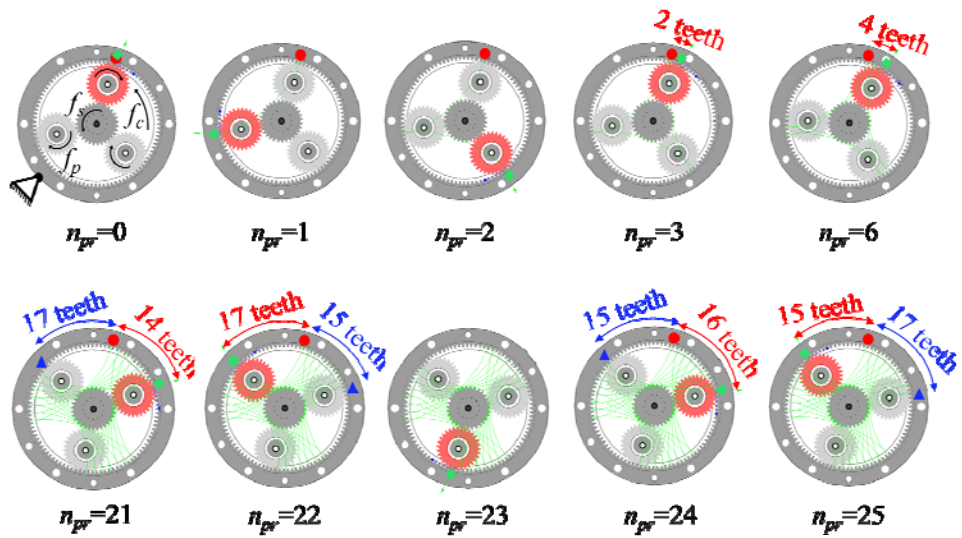 2 teeth
4 teeth
f_s
f_c
f_p
n_pr=0
n_pr=1
n_pr=2
n_pr=3
n_pr=6
17 teeth
14 teeth
17 teeth
15 teeth
15 teeth
16 teeth
15 teeth
17 teeth
n_pr=21
n_pr=22
n_pr=23
n_pr=24
n_pr=25